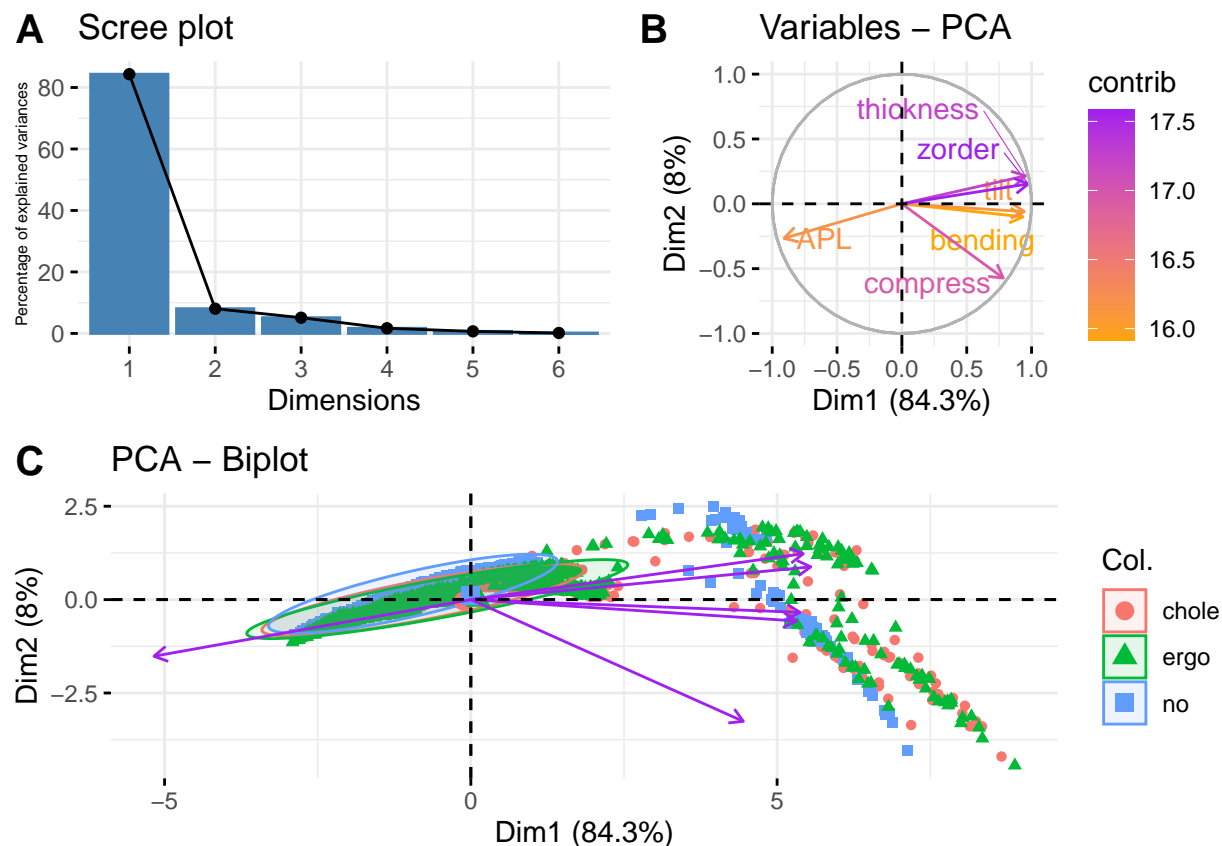 A Scree plot
Percentage of explained variances
80
60
40
20
0
1 2 3 4 5 6
Dimensions
B Variables – PCA
Dim2 (8%)
1.0
0.5
0.0
−0.5
−1.0
thickness
zorder
tilt
APL
bending
compress
−1.0 −0.5 0.0 0.5 1.0
Dim1 (84.3%)
contrib
17.5
17.0
16.5
16.0
C PCA – Biplot
Dim2 (8%)
2.5
0.0
−2.5
−5 0 5
Dim1 (84.3%)
Col.
chole
ergo
no